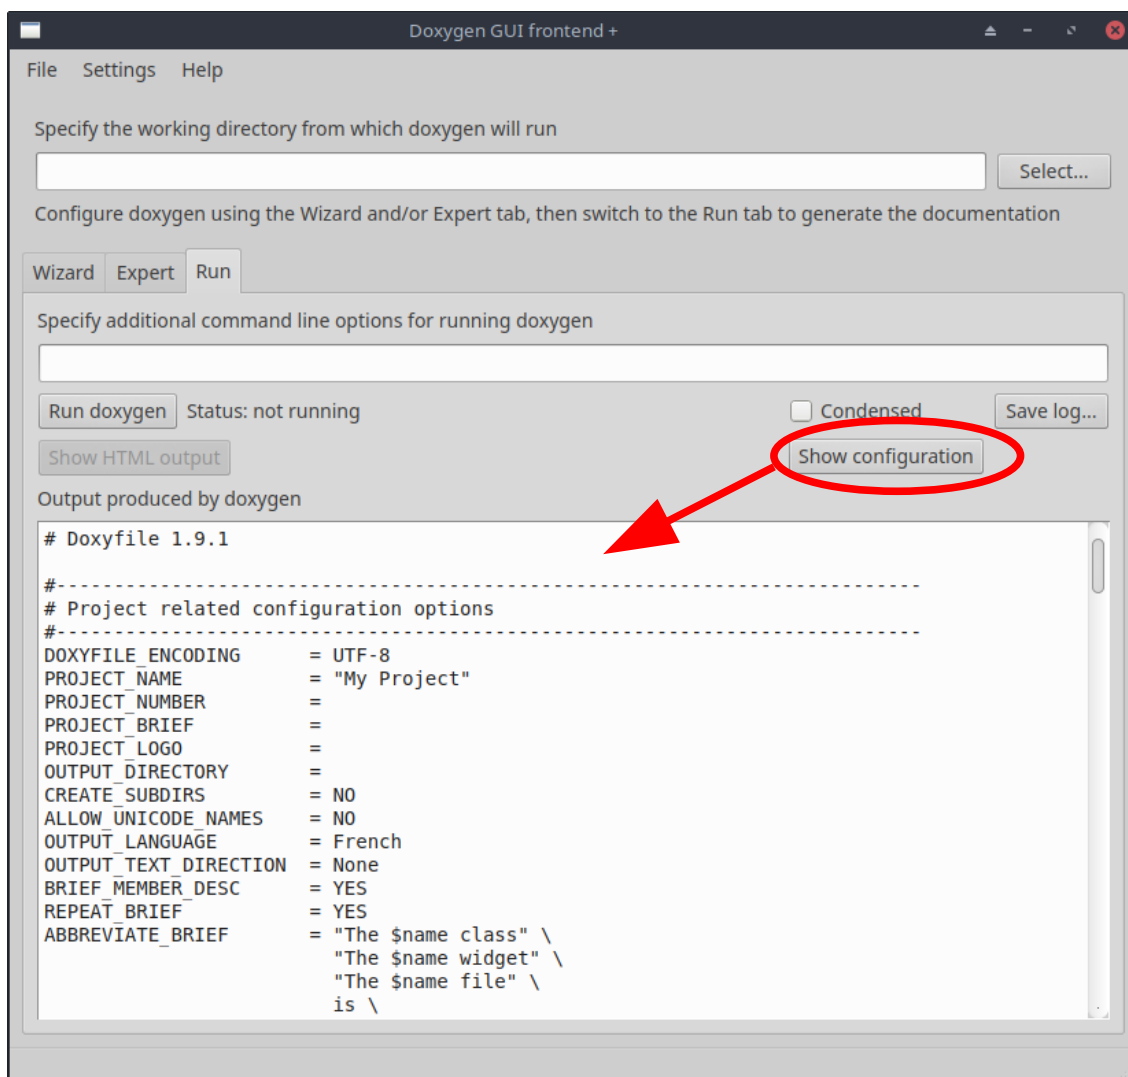 Doxygen GUI frontend +
File Settings Help
Specify the working directory from which doxygen will run
Select...
Configure doxygen using the Wizard and/or Expert tab, then switch to the Run tab to generate the documentation
Wizard Expert Run
Specify additional command line options for running doxygen
Run doxygen Status: not running Condensed Save log...
Show HTML output Show configuration
Output produced by doxygen
# Doxyfile 1.9.1
#---------------------------------------------------------------------------
# Project related configuration options
#---------------------------------------------------------------------------
DOXYFILE_ENCODING = UTF-8
PROJECT_NAME = "My Project"
PROJECT_NUMBER =
PROJECT_BRIEF =
PROJECT_LOGO =
OUTPUT_DIRECTORY =
CREATE_SUBDIRS = NO
ALLOW_UNICODE_NAMES = NO
OUTPUT_LANGUAGE = French
OUTPUT_TEXT_DIRECTION = None
BRIEF_MEMBER_DESC = YES
REPEAT_BRIEF = YES
ABBREVIATE_BRIEF = "The $name class" \
"The $name widget" \
"The $name file" \
is \